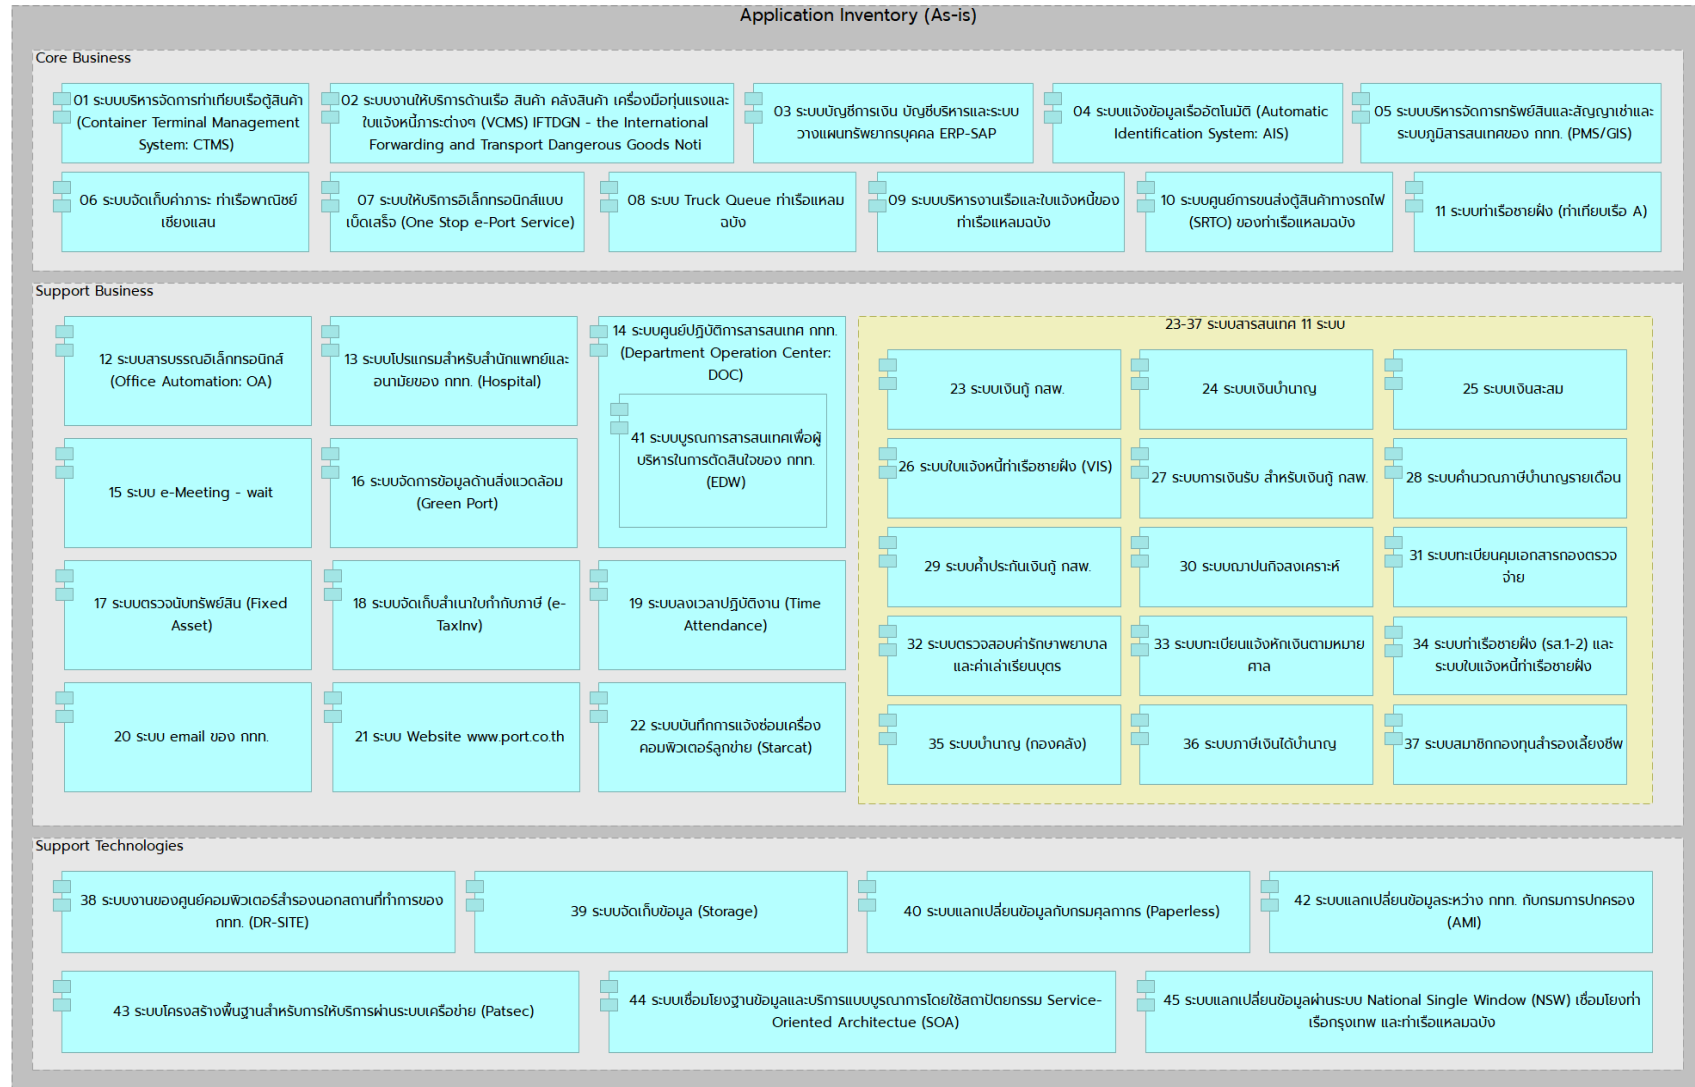 Application Inventory (As-is)
Core Business
01 ระบบบริหารจัดการท่าเทียบเรือตู้สินค้า
(Container Terminal Management
System: CTMS)
02 ระบบงานให้บริการด้านเรือ สินค้า คลังสินค้า เครื่องมือทุ่นแรงและ
ใบแจ้งหนี้ภาระต่างๆ (VCMS) IFTDGN - the International
Forwarding and Transport Dangerous Goods Noti
03 ระบบบัญชีการเงิน บัญชีบริหารและระบบ
วางแผนทรัพยากรบุคคล ERP-SAP
04 ระบบแจ้งข้อมูลเรืออัตโนมัติ (Automatic
Identification System: AIS)
05 ระบบบริหารจัดการทรัพย์สินและสัญญาเช่าและ
ระบบภูมิสารสนเทศของ กทท. (PMS/GIS)
06 ระบบจัดเก็บค่าภาระ ท่าเรือพาณิชย์
เชียงแสน
07 ระบบให้บริการอิเล็กทรอนิกส์แบบ
เบ็ดเสร็จ (One Stop e-Port Service)
08 ระบบ Truck Queue ท่าเรือแหลม
ฉบัง
09 ระบบบริหารงานเรือและใบแจ้งหนี้ของ
ท่าเรือแหลมฉบัง
10 ระบบศูนย์การขนส่งตู้สินค้าทางรถไฟ
(SRTO) ของท่าเรือแหลมฉบัง
11 ระบบท่าเรือชายฝั่ง (ท่าเทียบเรือ A)
Support Business
12 ระบบสารบรรณอิเล็กทรอนิกส์
(Office Automation: OA)
13 ระบบโปรแกรมสำหรับสำนักแพทย์และ
อนามัยของ กทท. (Hospital)
14 ระบบศูนย์ปฏิบัติการสารสนเทศ กทท.
(Department Operation Center:
DOC)
41 ระบบบูรณการสารสนเทศเพื่อผู้
บริหารในการตัดสินใจของ กทท.
(EDW)
15 ระบบ e-Meeting - wait
16 ระบบจัดการข้อมูลด้านสิ่งแวดล้อม
(Green Port)
17 ระบบตรวจนับทรัพย์สิน (Fixed
Asset)
18 ระบบจัดเก็บสำเนาใบกำกับภาษี (e-
TaxInv)
19 ระบบลงเวลาปฏิบัติงาน (Time
Attendance)
20 ระบบ email ของ กทท.
21 ระบบ Website www.port.co.th
22 ระบบบันทึกการแจ้งซ่อมเครื่อง
คอมพิวเตอร์ลูกข่าย (Starcat)
23-37 ระบบสารสนเทศ 11 ระบบ
23 ระบบเงินกู้ กสพ.
24 ระบบเงินบำนาญ
25 ระบบเงินสะสม
26 ระบบใบแจ้งหนี้ท่าเรือชายฝั่ง (VIS)
27 ระบบการเงินรับ สำหรับเงินกู้ กสพ.
28 ระบบคำนวณภาษีบำนาญรายเดือน
29 ระบบค้ำประกันเงินกู้ กสพ.
30 ระบบฌาปนกิจสงเคราะห์
31 ระบบทะเบียนคุมเอกสารกองตรวจ
จ่าย
32 ระบบตรวจสอบค่ารักษาพยาบาล
และค่าเล่าเรียนบุตร
33 ระบบทะเบียนแจ้งหักเงินตามหมาย
ศาล
34 ระบบท่าเรือชายฝั่ง (รส.1-2) และ
ระบบใบแจ้งหนี้ท่าเรือชายฝั่ง
35 ระบบบำนาญ (กองคลัง)
36 ระบบภาษีเงินได้บำนาญ
37 ระบบสมาชิกกองทุนสำรองเลี้ยงชีพ
Support Technologies
38 ระบบงานของศูนย์คอมพิวเตอร์สำรองนอกสถานที่ทำการของ
กทท. (DR-SITE)
39 ระบบจัดเก็บข้อมูล (Storage)
40 ระบบแลกเปลี่ยนข้อมูลกับกรมศุลกากร (Paperless)
42 ระบบแลกเปลี่ยนข้อมูลระหว่าง กทท. กับกรมการปกครอง
(AMI)
43 ระบบโครงสร้างพื้นฐานสำหรับการให้บริการผ่านระบบเครือข่าย (Patsec)
44 ระบบเชื่อมโยงฐานข้อมูลและบริการแบบบูรณาการโดยใช้สถาปัตยกรรม Service-
Oriented Architectue (SOA)
45 ระบบแลกเปลี่ยนข้อมูลผ่านระบบ National Single Window (NSW) เชื่อมโยงท่า
เรือกรุงเทพ และท่าเรือแหลมฉบัง